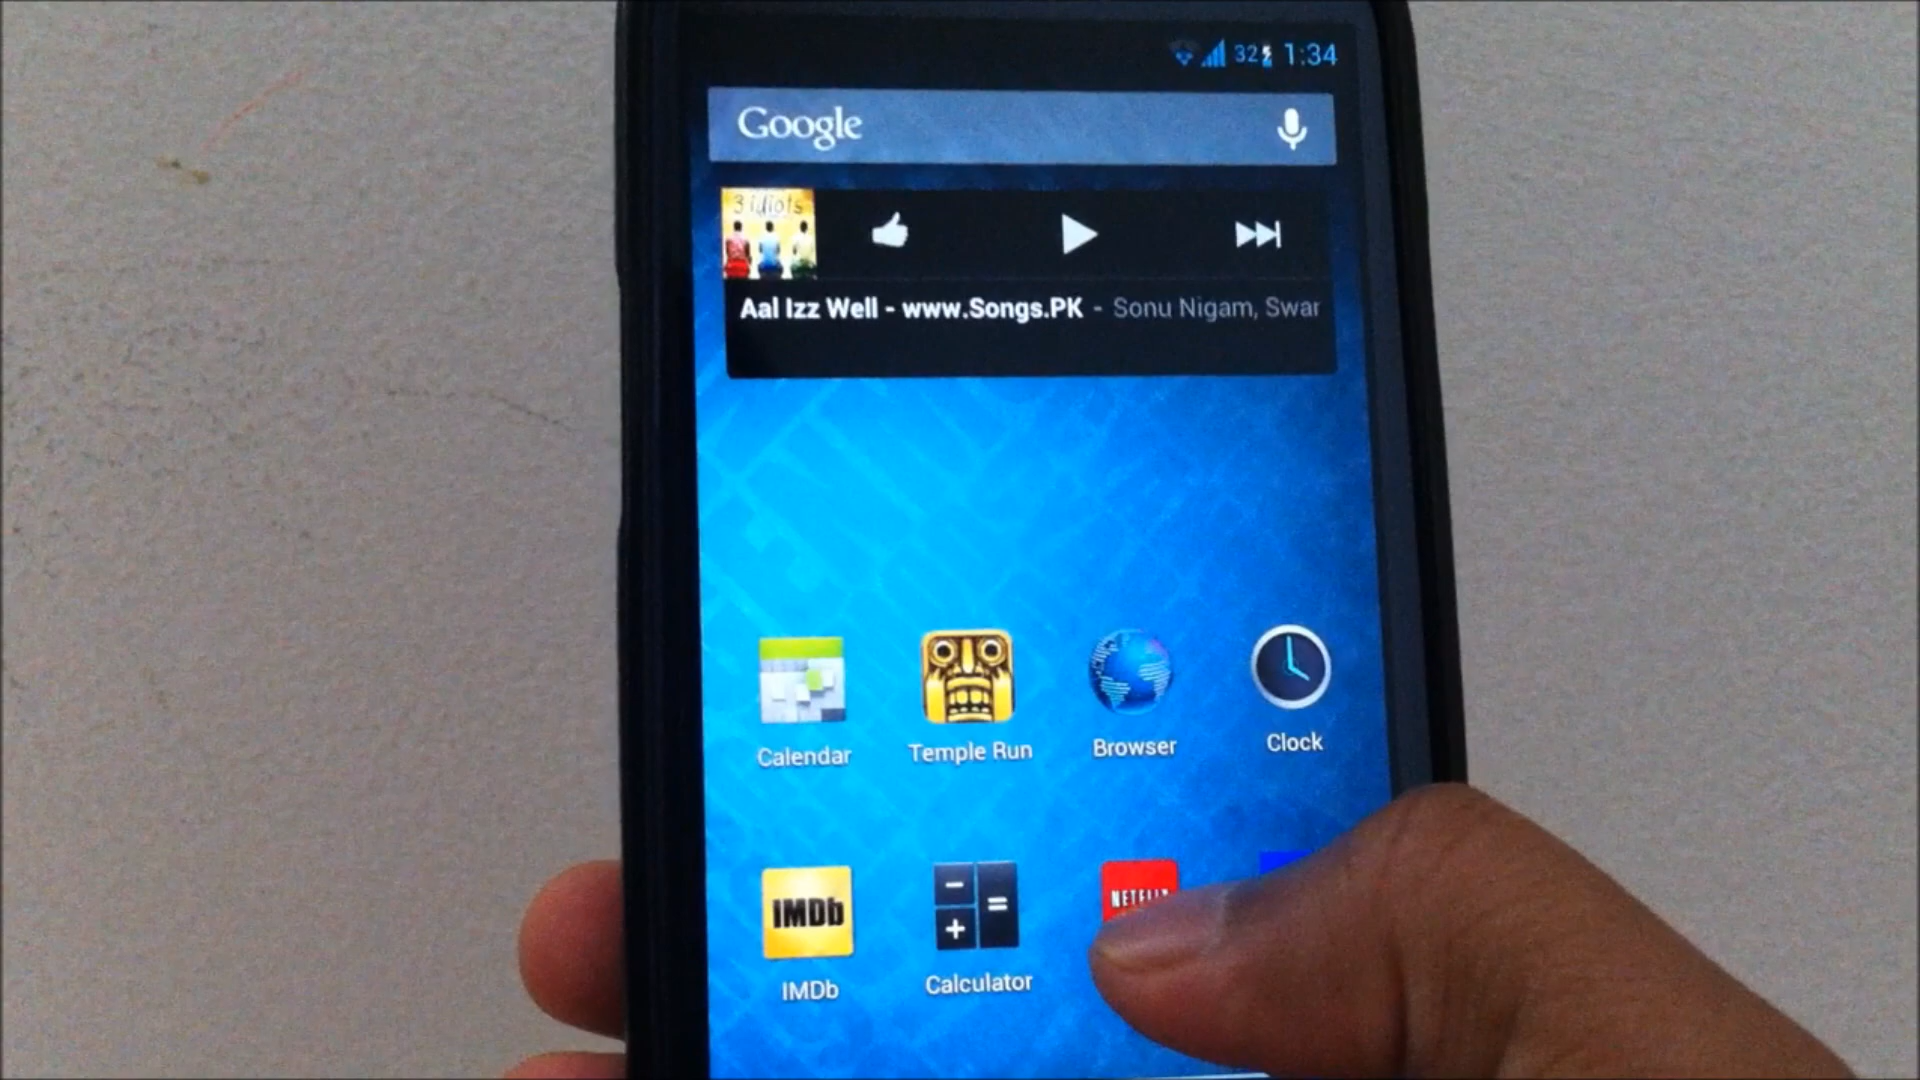 32 1:34
Google
3 idiots
Aal Izz Well - www.Songs.PK - Sonu Nigam, Swar
Calendar Temple Run Browser Clock
IMDb NETFLIX
IMDb Calculator